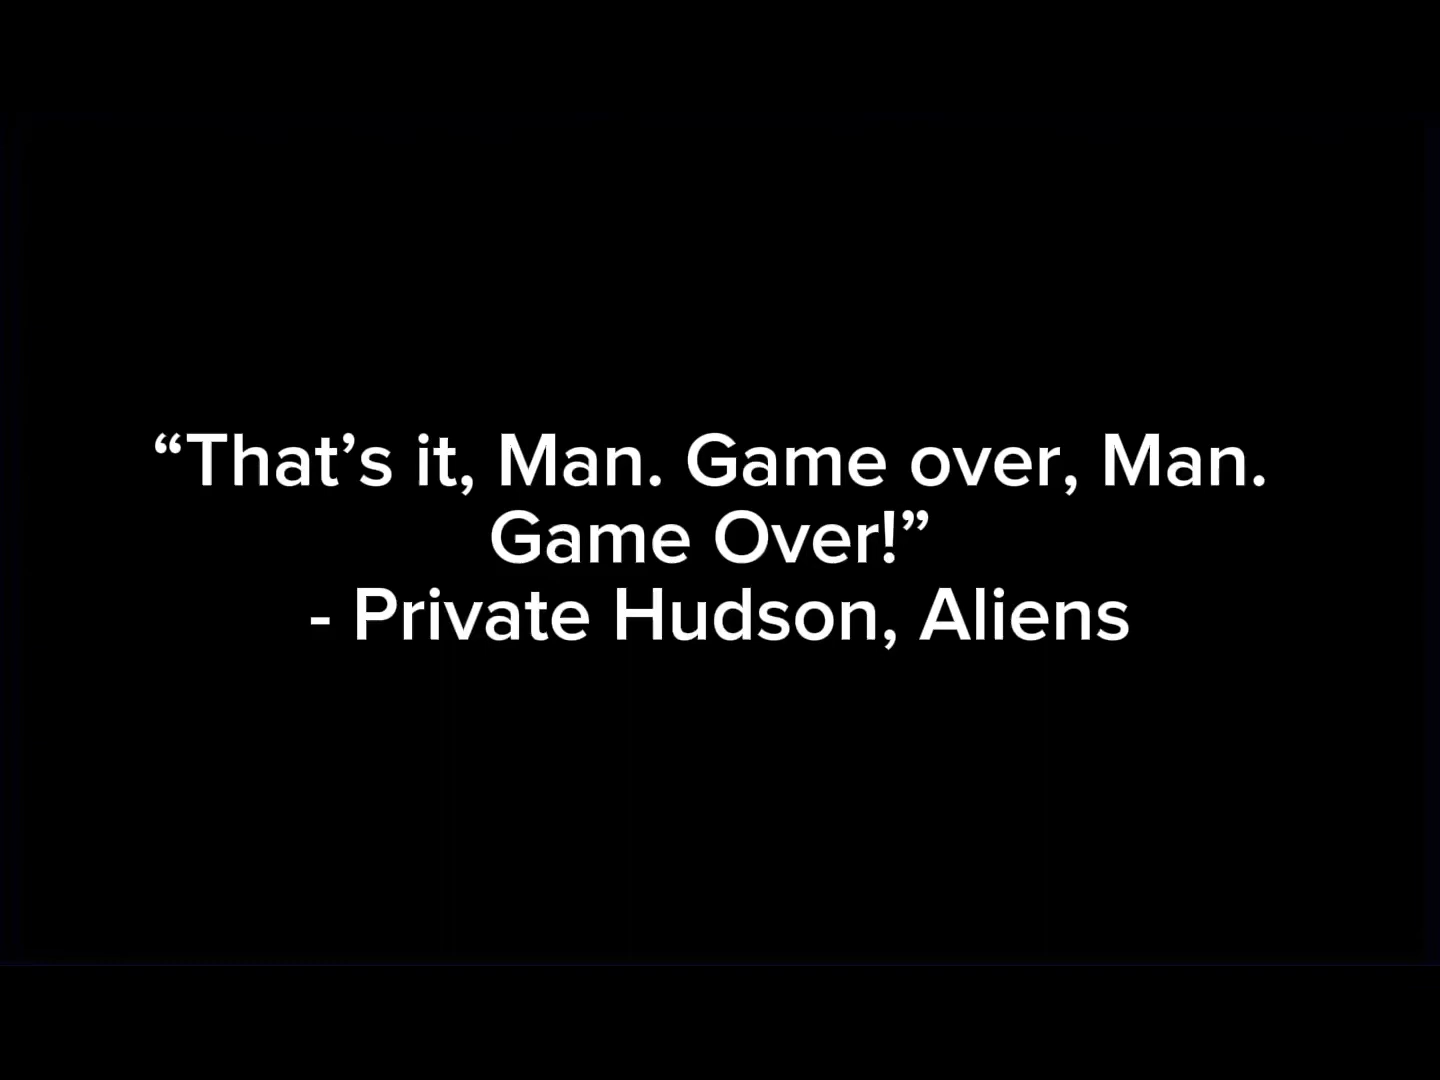 “That’s it, Man. Game over, Man.
Game Over!”
- Private Hudson, Aliens